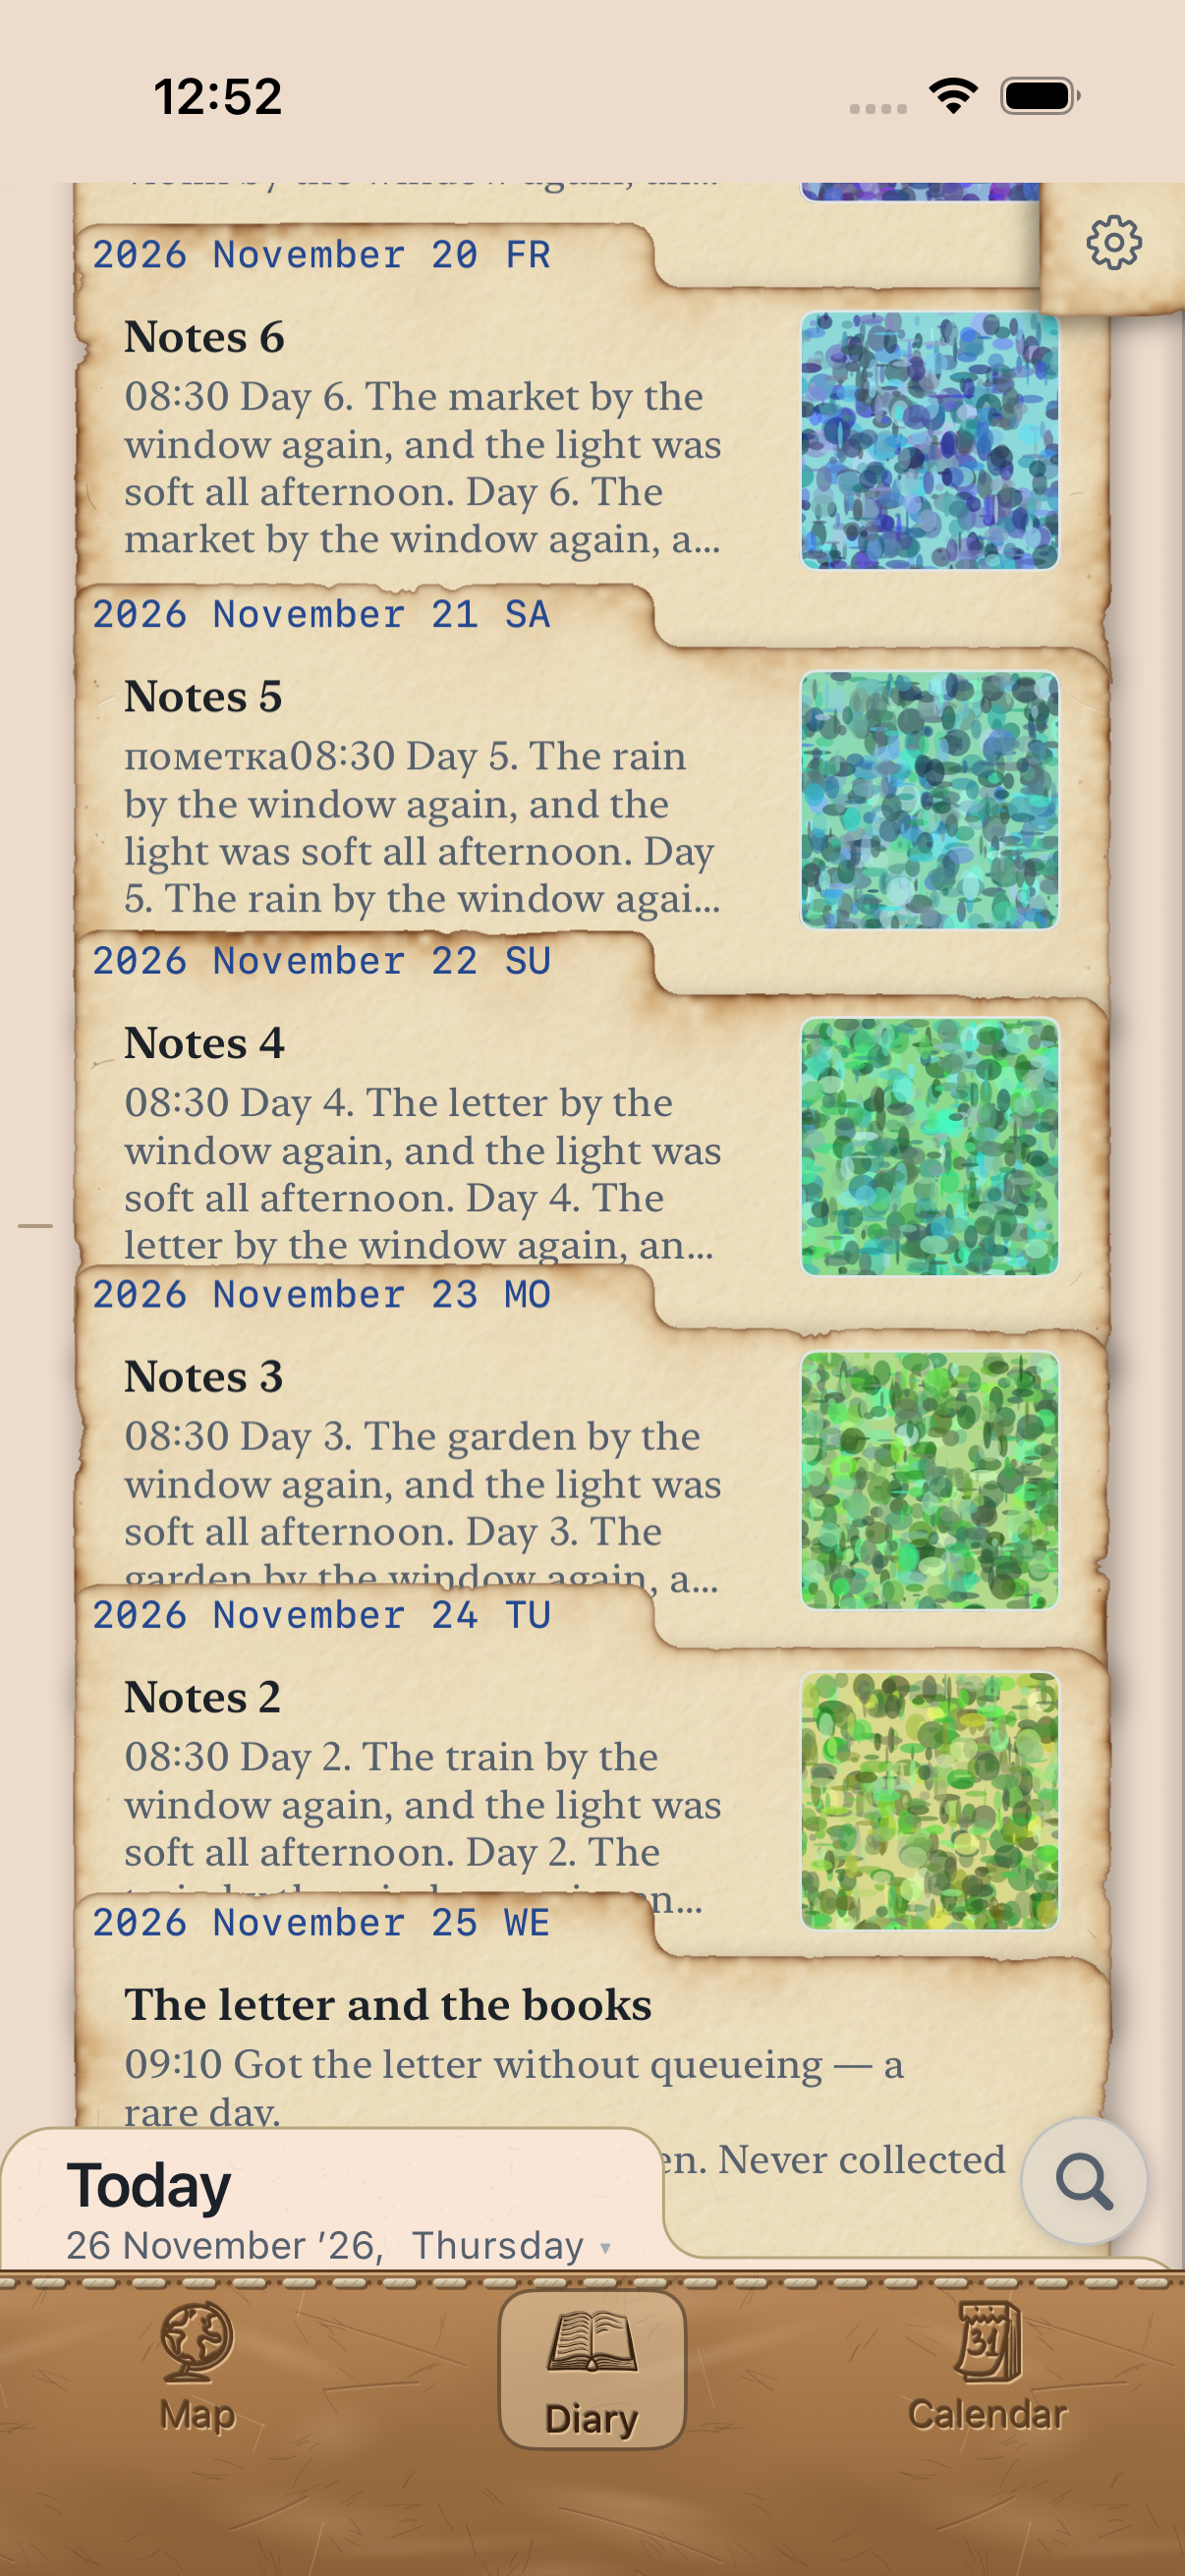 12:52
by the window again, an...
2026 November 20 FR
Notes 6
08:30 Day 6. The market by the
window again, and the light was
soft all afternoon. Day 6. The
market by the window again, a...
2026 November 21 SA
Notes 5
пометка08:30 Day 5. The rain
by the window again, and the
light was soft all afternoon. Day
5. The rain by the window agai...
2026 November 22 SU
Notes 4
08:30 Day 4. The letter by the
window again, and the light was
soft all afternoon. Day 4. The
letter by the window again, an...
2026 November 23 MO
Notes 3
08:30 Day 3. The garden by the
window again, and the light was
soft all afternoon. Day 3. The
garden by the window again, a...
2026 November 24 TU
Notes 2
08:30 Day 2. The train by the
window again, and the light was
soft all afternoon. Day 2. The
2026 November 25 WE
The letter and the books
09:10 Got the letter without queueing — a
rare day.
en. Never collected
Today
26 November ’26, Thursday
31
Map
Diary
Calendar